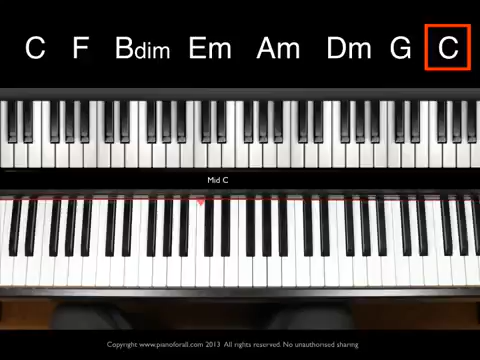 C F Bdim Em Am Dm G C
Mid C
Copyright www.pianoforall.com 2013 All rights reserved. No unauthorised sharing